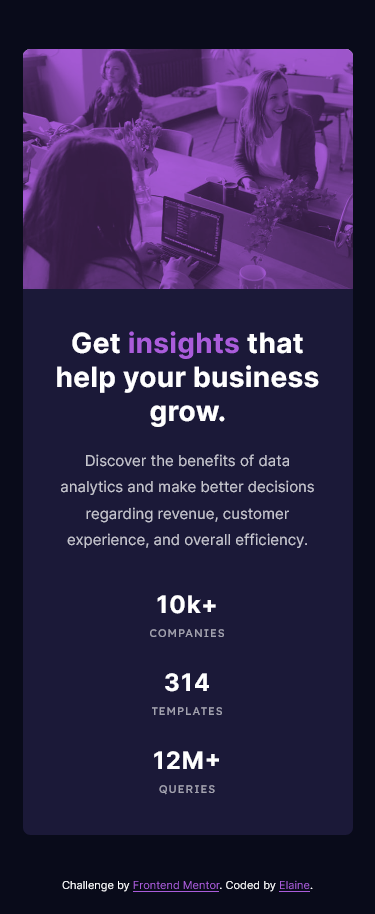 Get insights that
help your business
grow.
Discover the benefits of data
analytics and make better decisions
regarding revenue, customer
experience, and overall efficiency.
10k+
COMPANIES
314
TEMPLATES
12M+
QUERIES
Challenge by Frontend Mentor. Coded by Elaine.